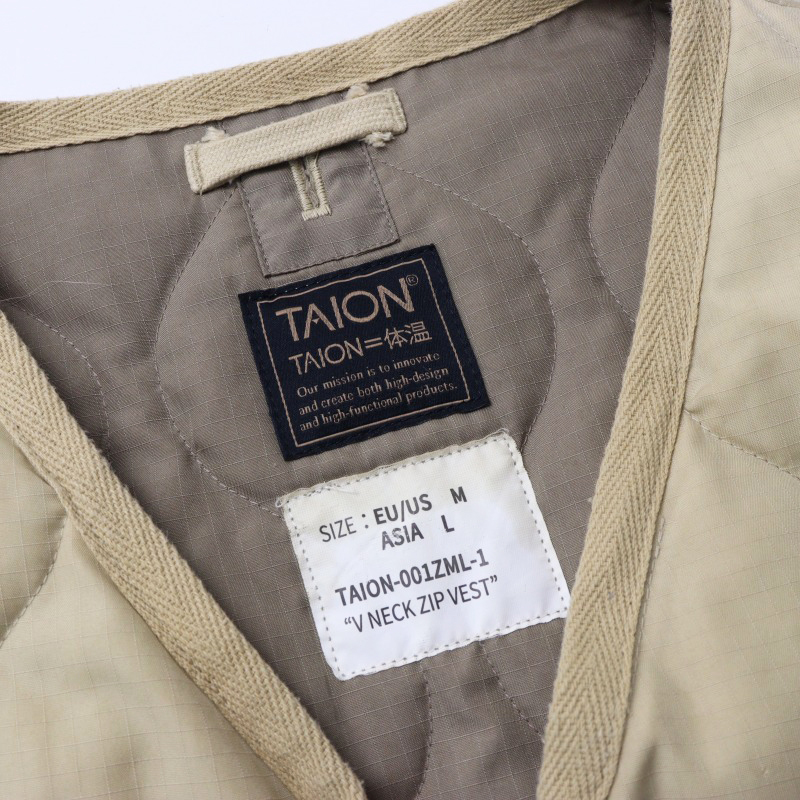 TAION®
TAION=体温
Our mission is to innovate
and create both high-design
and high-functional products.
SIZE : EU/US M
ASIA L
TAION-001ZML-1
“V NECK ZIP VEST”